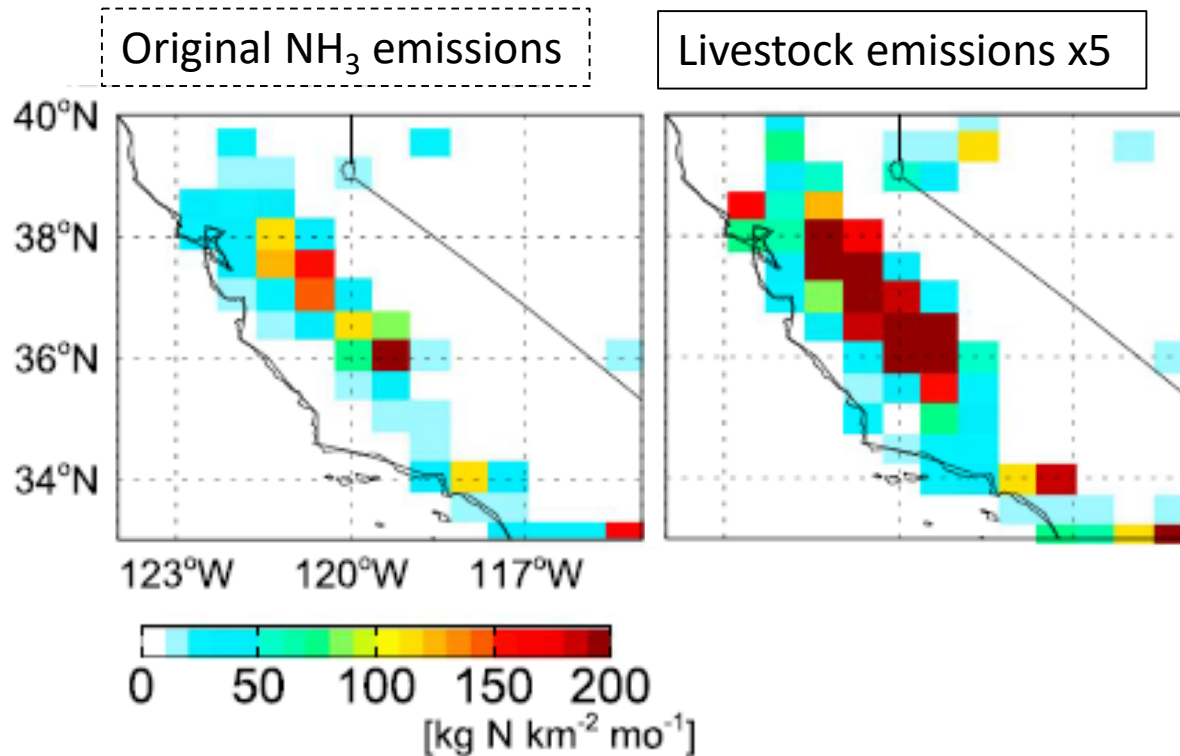 Original NH₃ emissions
Livestock emissions x5
40°N
38°N
36°N
34°N
123°W 120°W 117°W
0 50 100 150 200
[kg N km⁻² mo⁻¹]